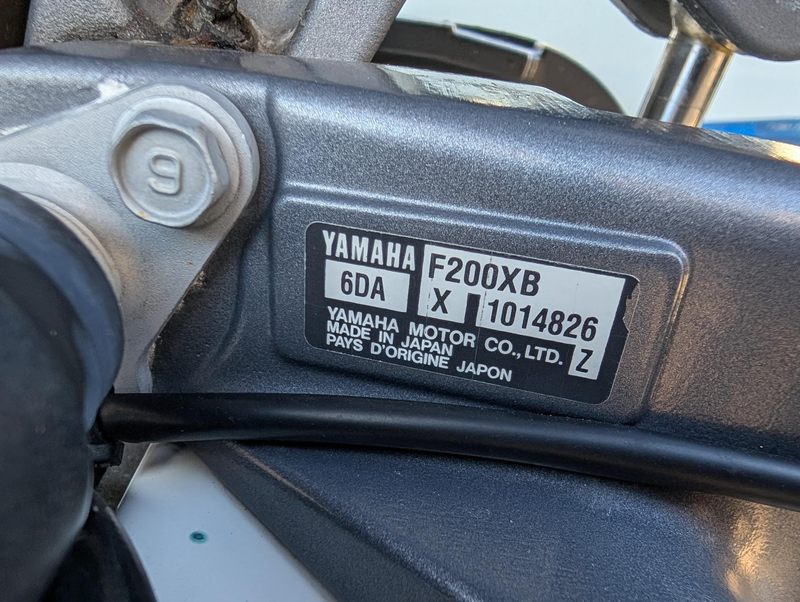 9
YAMAHA
F200XB
6DA
X 1014826
YAMAHA MOTOR CO., LTD. Z
MADE IN JAPAN
PAYS D'ORIGINE JAPON